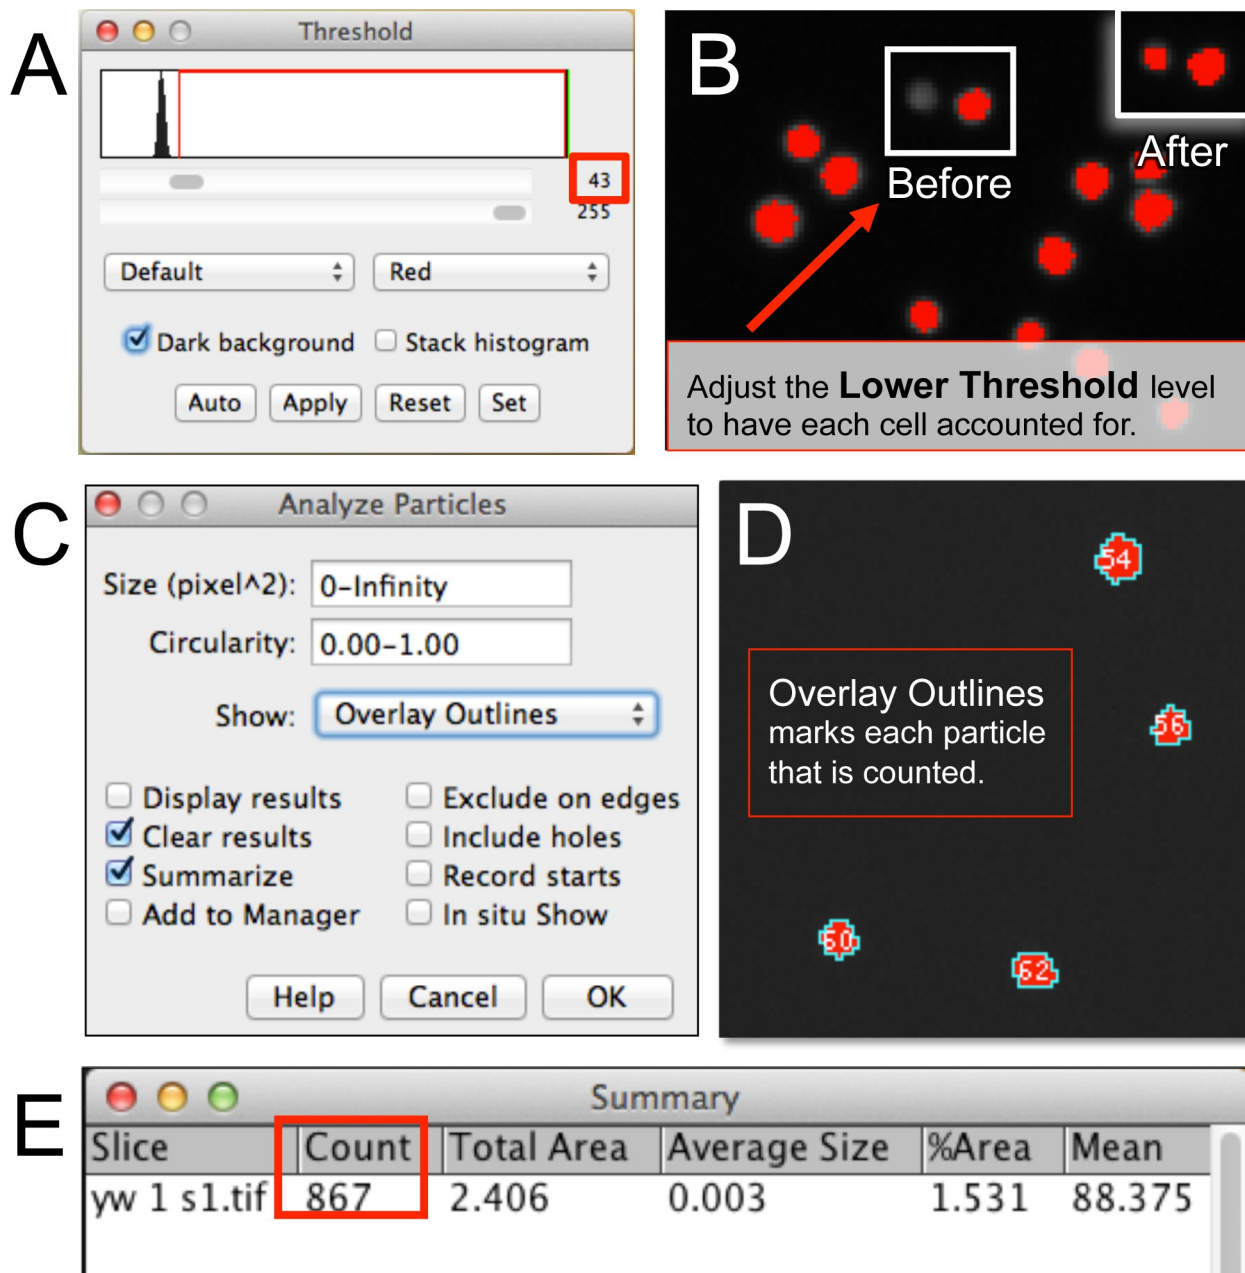 A
Threshold
43
255
Default
Red
Dark background
Stack histogram
Auto
Apply
Reset
Set
B
Before
After
Adjust the Lower Threshold level
to have each cell accounted for.
C
Analyze Particles
Size (pixel^2): 0-Infinity
Circularity: 0.00-1.00
Show: Overlay Outlines
Display results
Exclude on edges
Clear results
Include holes
Summarize
Record starts
Add to Manager
In situ Show
Help
Cancel
OK
D
54
Overlay Outlines
marks each particle
that is counted.
56
60
62
E
Summary
Slice Count Total Area Average Size %Area Mean
yw 1 s1.tif 867 2.406 0.003 1.531 88.375